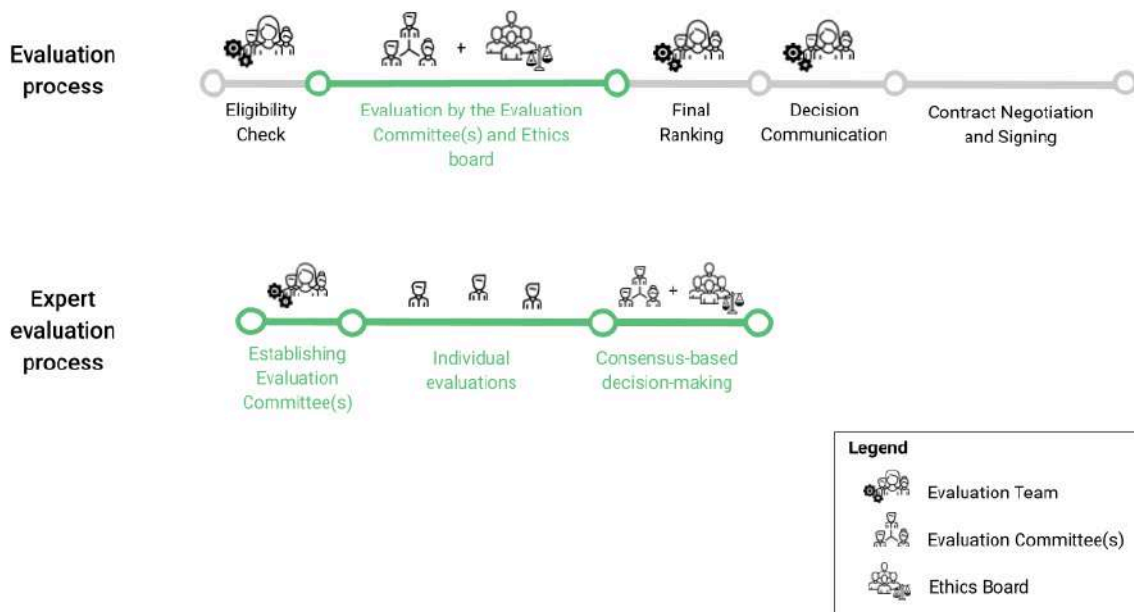 Evaluation
process
Eligibility
Check
Evaluation by the Evaluation
Committee(s) and Ethics
board
Final
Ranking
Decision
Communication
Contract Negotiation
and Signing
Expert
evaluation
process
Establishing
Evaluation
Committee(s)
Individual
evaluations
Consensus-based
decision-making
Legend
Evaluation Team
Evaluation Committee(s)
Ethics Board